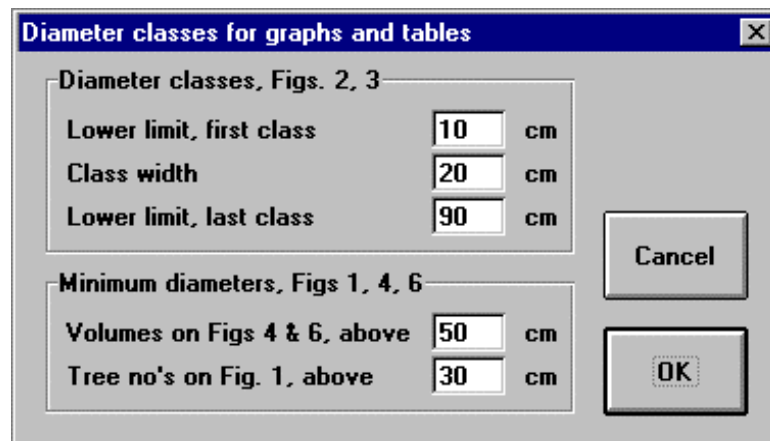 Diameter classes for graphs and tables
Diameter classes, Figs. 2, 3
Lower limit, first class 10 cm
Class width 20 cm
Lower limit, last class 90 cm
Minimum diameters, Figs 1, 4, 6
Volumes on Figs 4 & 6, above 50 cm
Tree no's on Fig. 1, above 30 cm
Cancel
OK